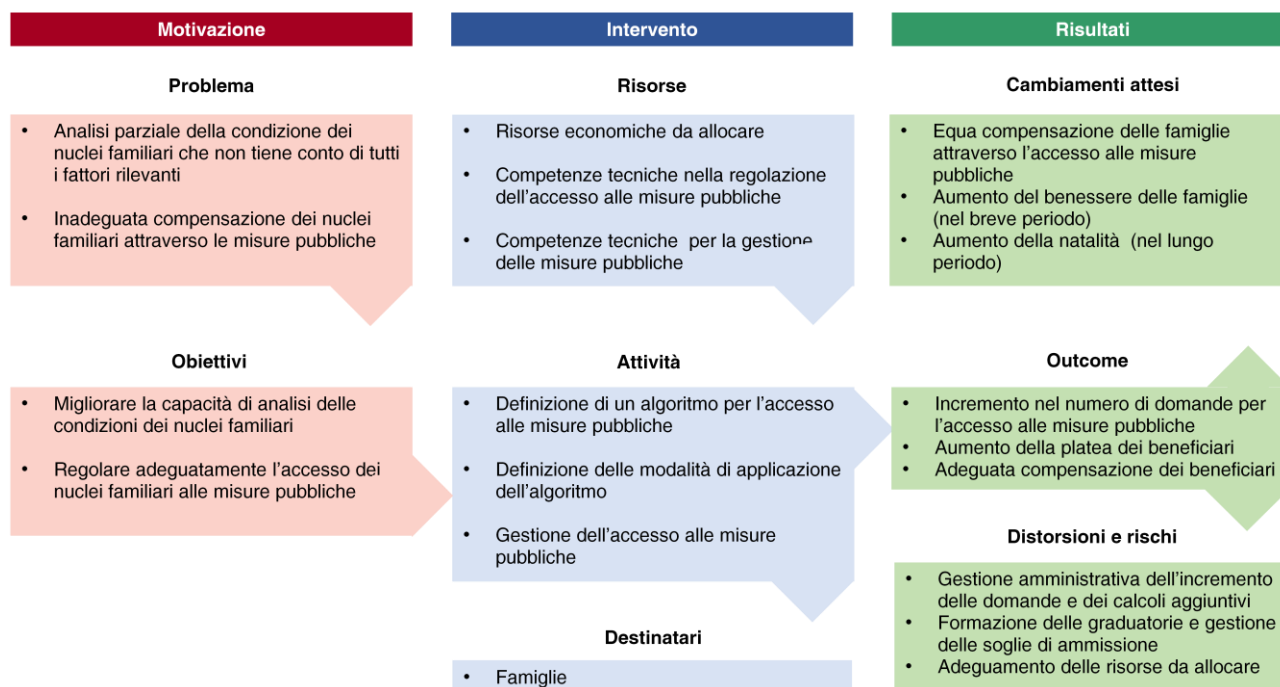 Motivazione
Problema
• Analisi parziale della condizione dei
nuclei familiari che non tiene conto di tutti
i fattori rilevanti
• Inadeguata compensazione dei nuclei
familiari attraverso le misure pubbliche
Obiettivi
• Migliorare la capacità di analisi delle
condizioni dei nuclei familiari
• Regolare adeguatamente l'accesso dei
nuclei familiari alle misure pubbliche
Intervento
Risorse
• Risorse economiche da allocare
• Competenze tecniche nella regolazione
dell'accesso alle misure pubbliche
• Competenze tecniche per la gestione
delle misure pubbliche
Attività
• Definizione di un algoritmo per l'accesso
alle misure pubbliche
• Definizione delle modalità di applicazione
dell'algoritmo
• Gestione dell'accesso alle misure
pubbliche
Destinatari
• Famiglie
Risultati
Cambiamenti attesi
• Equa compensazione delle famiglie
attraverso l'accesso alle misure
pubbliche
• Aumento del benessere delle famiglie
(nel breve periodo)
• Aumento della natalità (nel lungo
periodo)
Outcome
• Incremento nel numero di domande per
l'accesso alle misure pubbliche
• Aumento della platea dei beneficiari
• Adeguata compensazione dei beneficiari
Distorsioni e rischi
• Gestione amministrativa dell'incremento
delle domande e dei calcoli aggiuntivi
• Formazione delle graduatorie e gestione
delle soglie di ammissione
• Adeguamento delle risorse da allocare